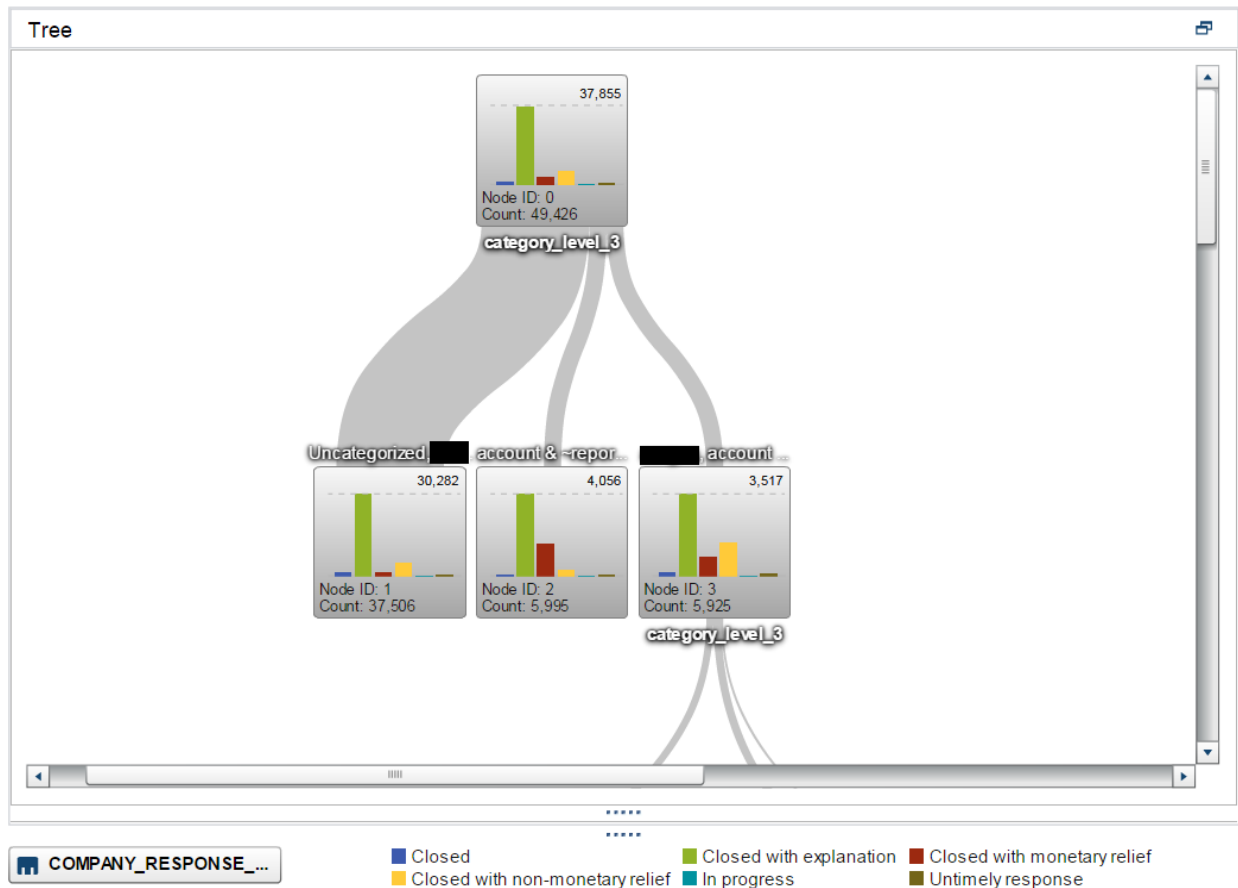 Tree
37,855
Node ID: 0
Count: 49,426
category_level_3
Uncategorized, , account & ~repor... , account ...
30,282
Node ID: 1
Count: 37,506
4,056
Node ID: 2
Count: 5,995
3,517
Node ID: 3
Count: 5,925
category_level_3
COMPANY_RESPONSE_...
Closed
Closed with explanation
Closed with monetary relief
Closed with non-monetary relief
In progress
Untimely response